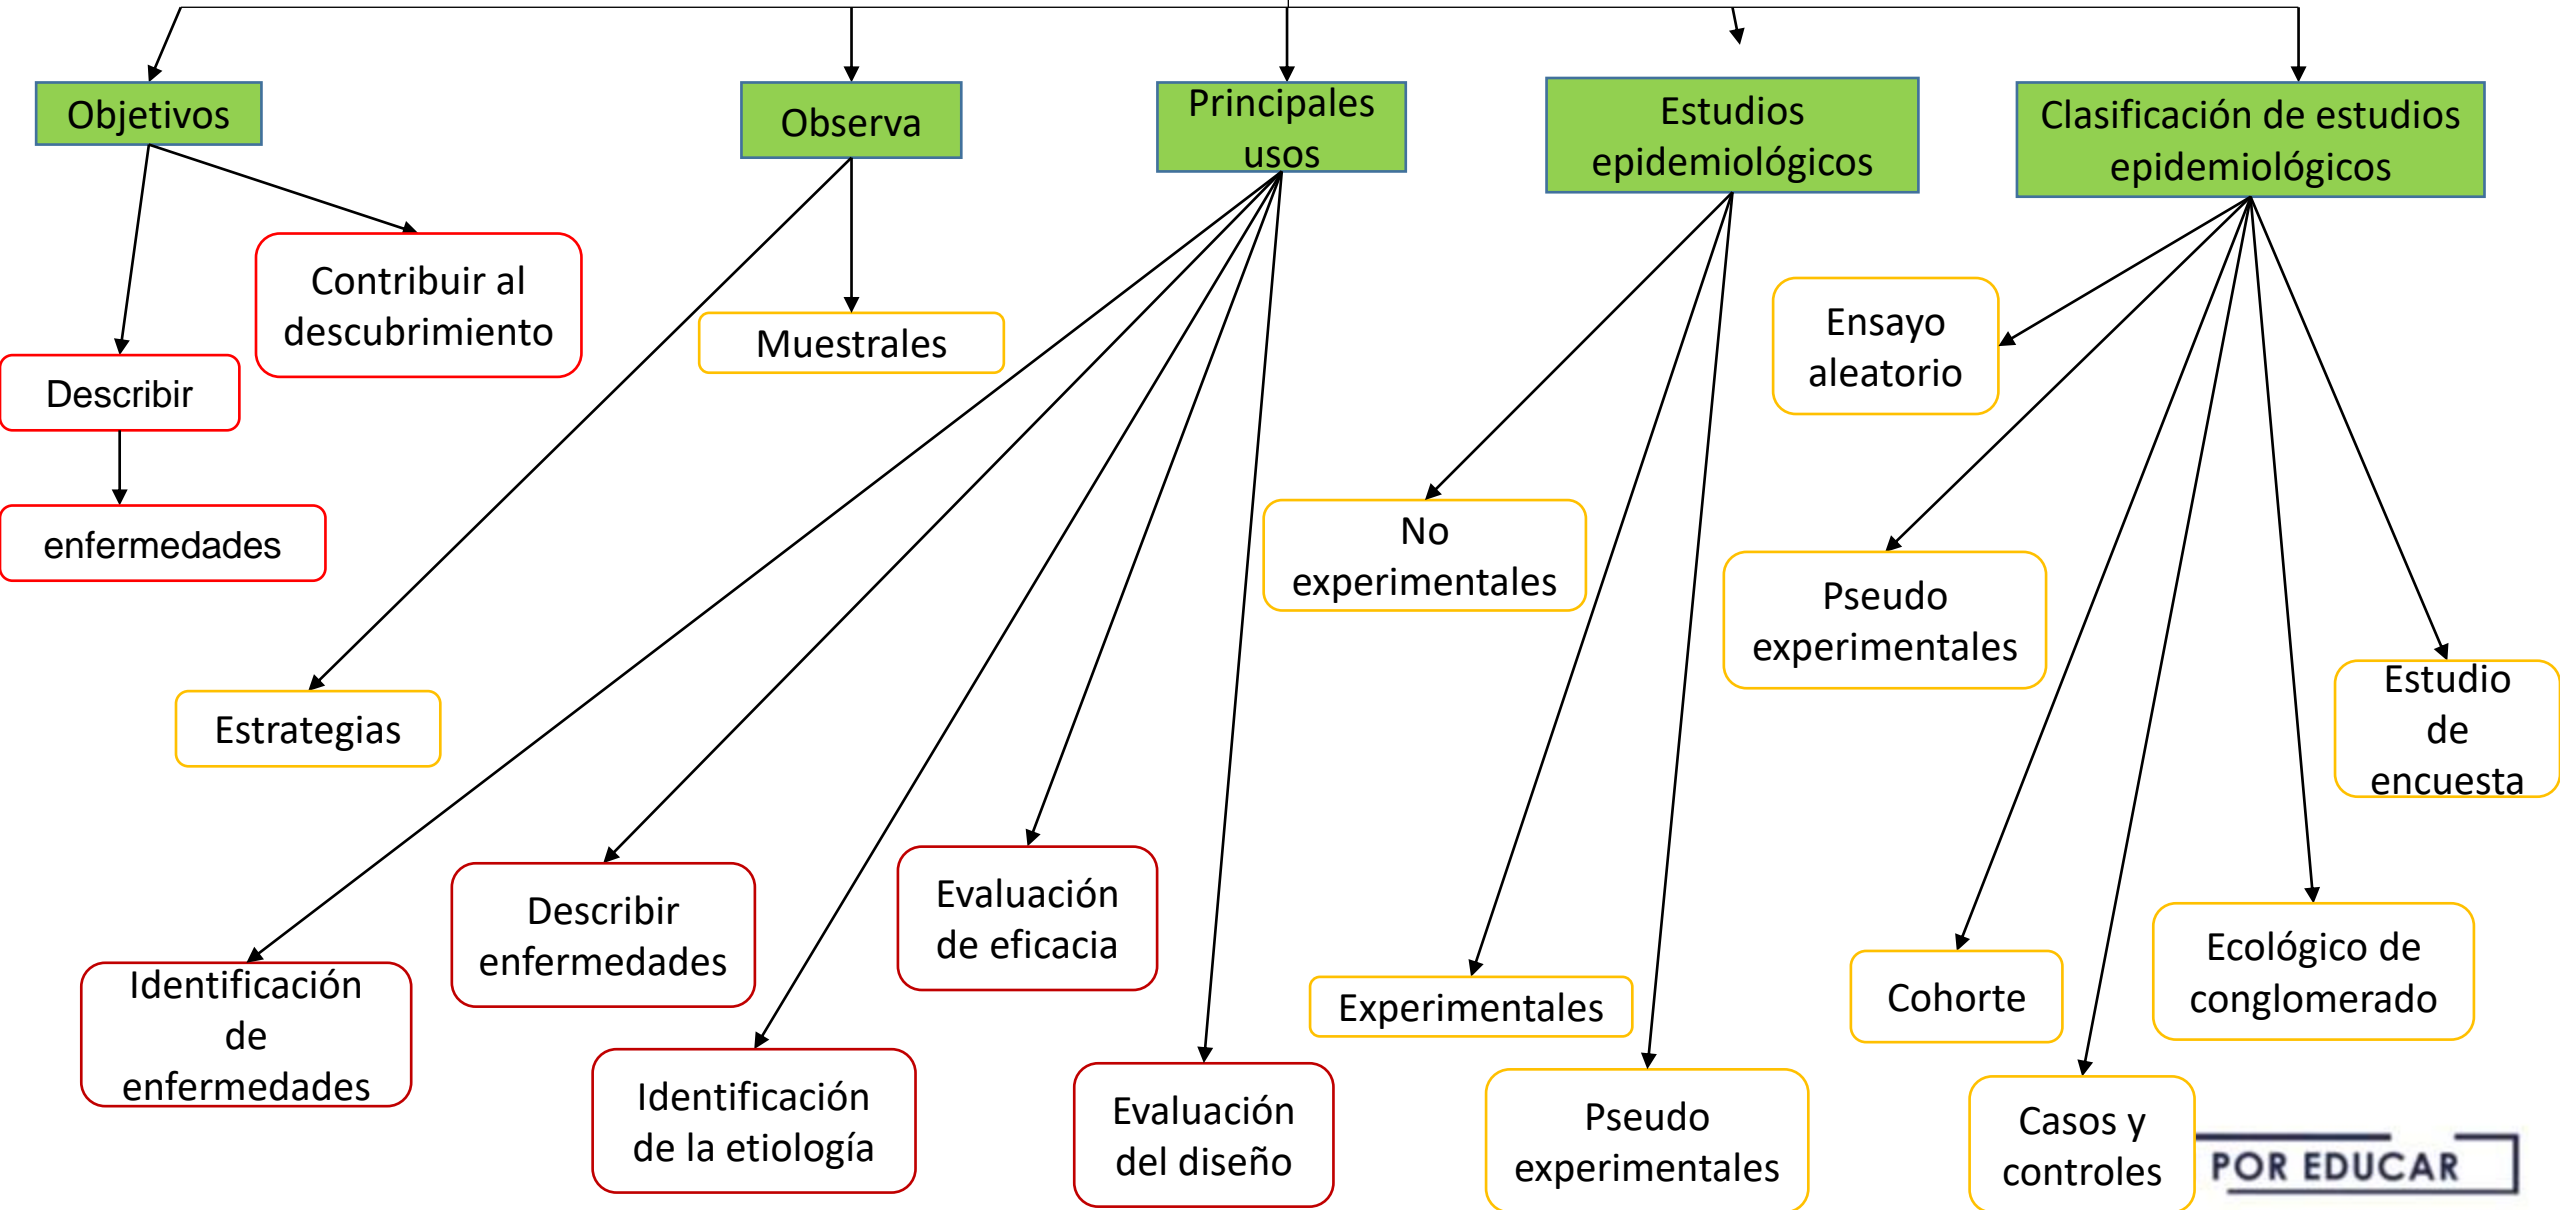 Objetivos
Observa
Principales
usos
Estudios
epidemiológicos
Clasificación de estudios
epidemiológicos
Contribuir al
descubrimiento
Describir
enfermedades
Muestrales
Estrategias
Identificación
de
enfermedades
Describir
enfermedades
Identificación
de la etiología
Evaluación
de eficacia
Evaluación
del diseño
No
experimentales
Experimentales
Pseudo
experimentales
Ensayo
aleatorio
Pseudo
experimentales
Cohorte
Casos y
controles
Ecológico de
conglomerado
Estudio
de
encuesta
POR EDUCAR